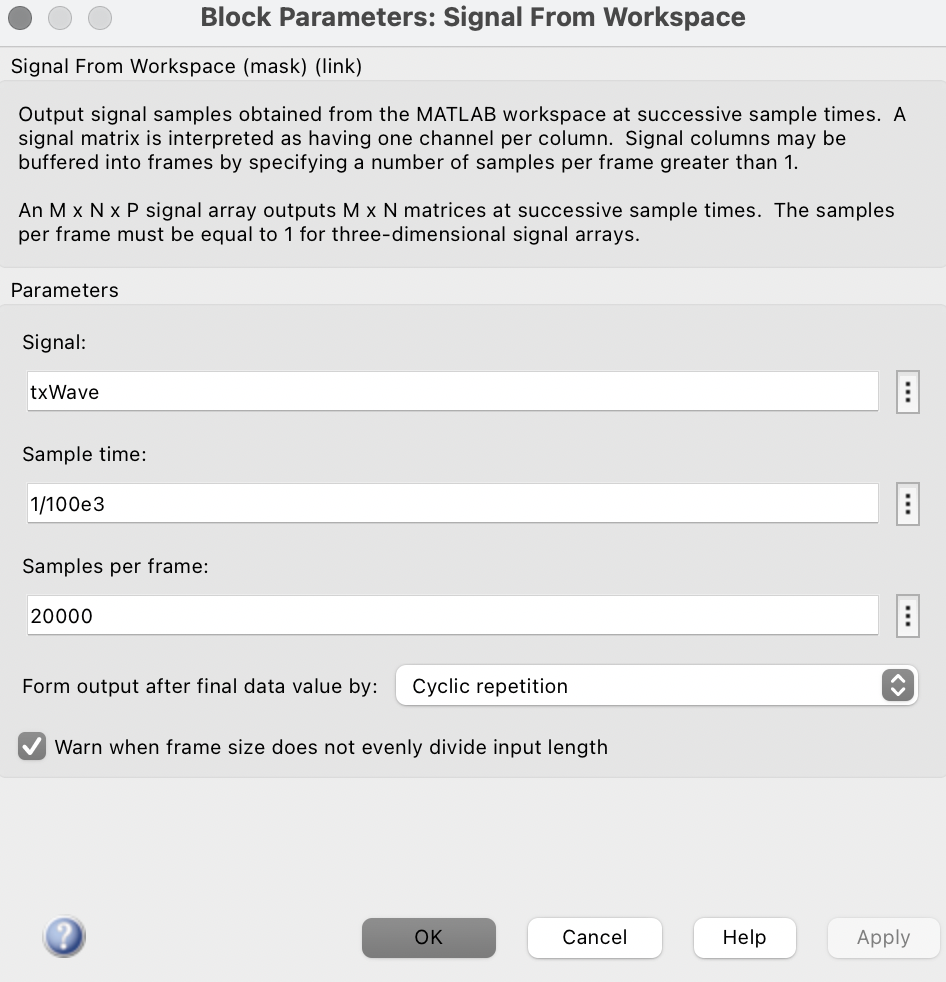 Block Parameters: Signal From Workspace
Signal From Workspace (mask) (link)
Output signal samples obtained from the MATLAB workspace at successive sample times.  A
signal matrix is interpreted as having one channel per column.  Signal columns may be
buffered into frames by specifying a number of samples per frame greater than 1.
An M x N x P signal array outputs M x N matrices at successive sample times.  The samples
per frame must be equal to 1 for three-dimensional signal arrays.
Parameters
Signal:
txWave
Sample time:
1/100e3
Samples per frame:
20000
Form output after final data value by: Cyclic repetition
Warn when frame size does not evenly divide input length
? OK Cancel Help Apply